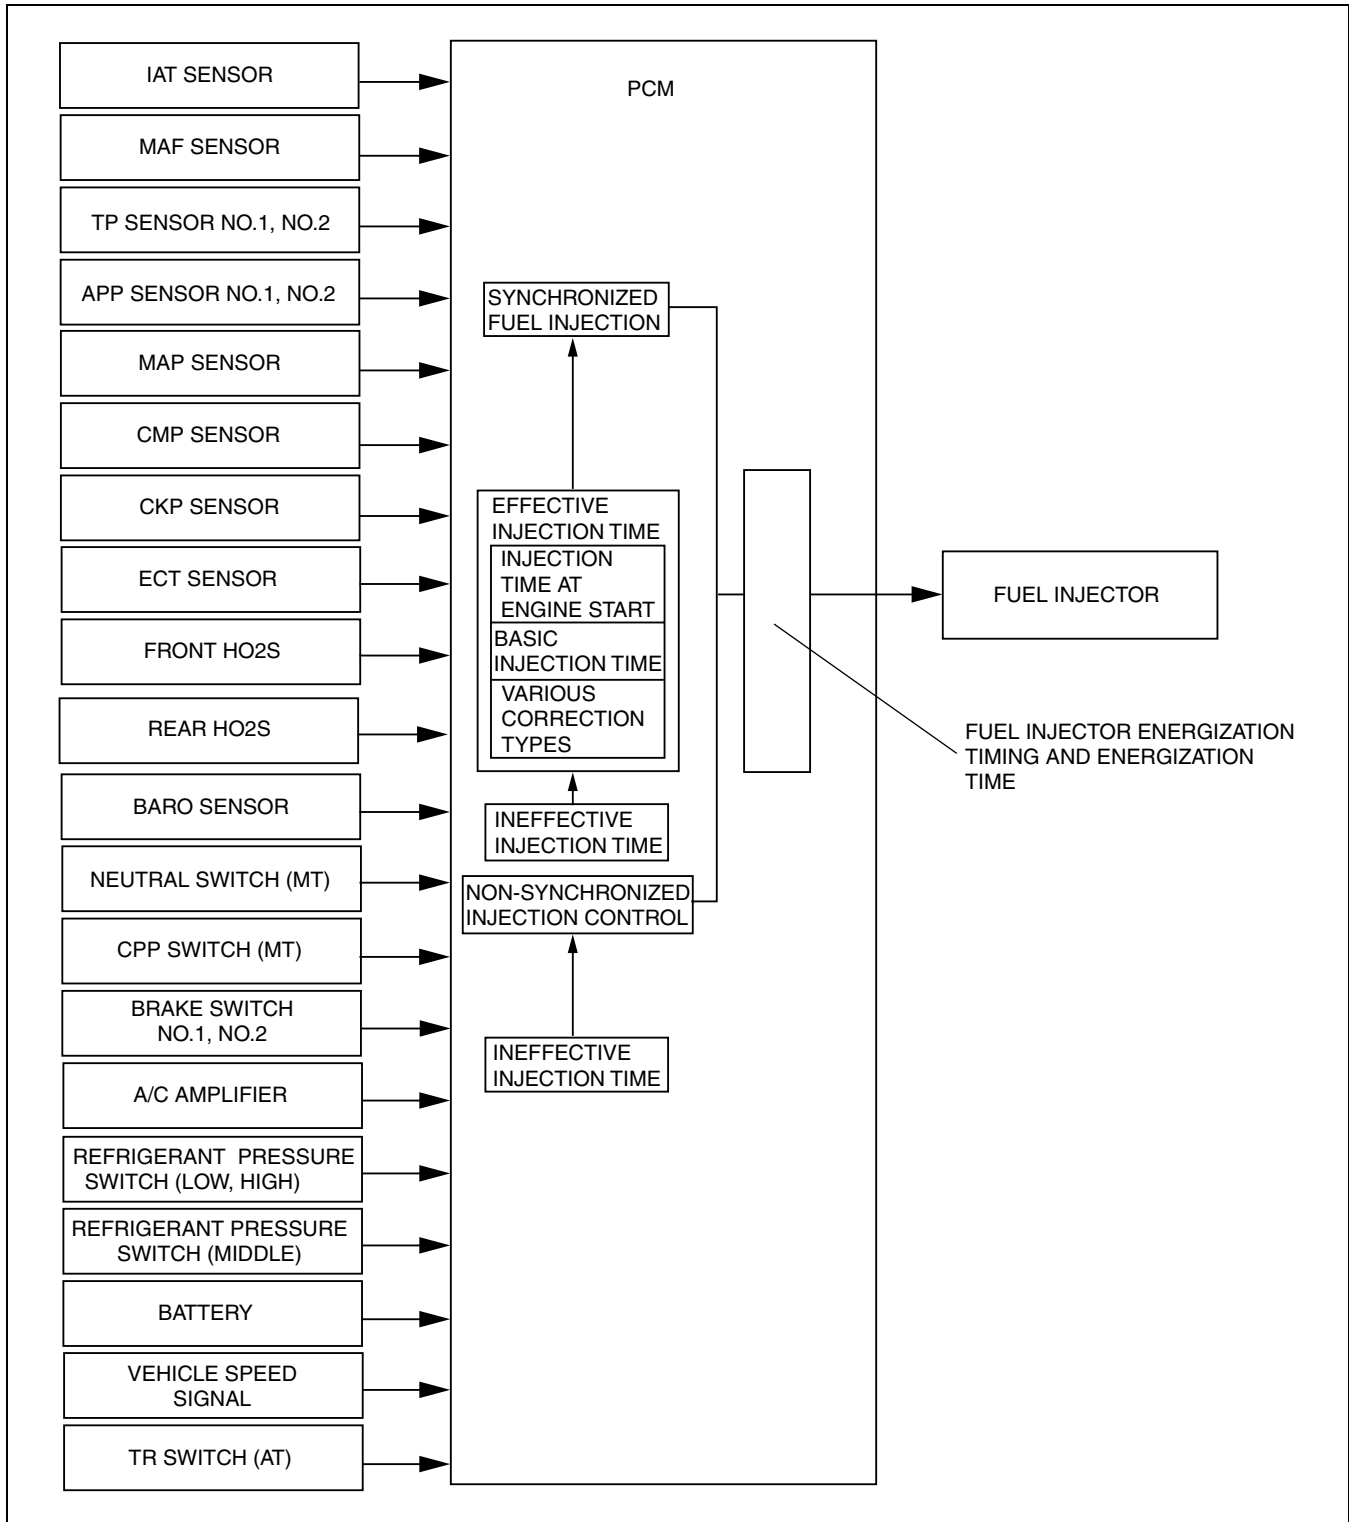 IAT SENSOR
MAF SENSOR
TP SENSOR NO.1, NO.2
APP SENSOR NO.1, NO.2
MAP SENSOR
CMP SENSOR
CKP SENSOR
ECT SENSOR
FRONT HO2S
REAR HO2S
BARO SENSOR
NEUTRAL SWITCH (MT)
CPP SWITCH (MT)
BRAKE SWITCH
NO.1, NO.2
A/C AMPLIFIER
REFRIGERANT PRESSURE
SWITCH (LOW, HIGH)
REFRIGERANT PRESSURE
SWITCH (MIDDLE)
BATTERY
VEHICLE SPEED
SIGNAL
TR SWITCH (AT)
PCM
SYNCHRONIZED
FUEL INJECTION
EFFECTIVE
INJECTION TIME
INJECTION
TIME AT
ENGINE START
BASIC
INJECTION TIME
VARIOUS
CORRECTION
TYPES
INEFFECTIVE
INJECTION TIME
NON-SYNCHRONIZED
INJECTION CONTROL
INEFFECTIVE
INJECTION TIME
FUEL INJECTOR
FUEL INJECTOR ENERGIZATION
TIMING AND ENERGIZATION
TIME